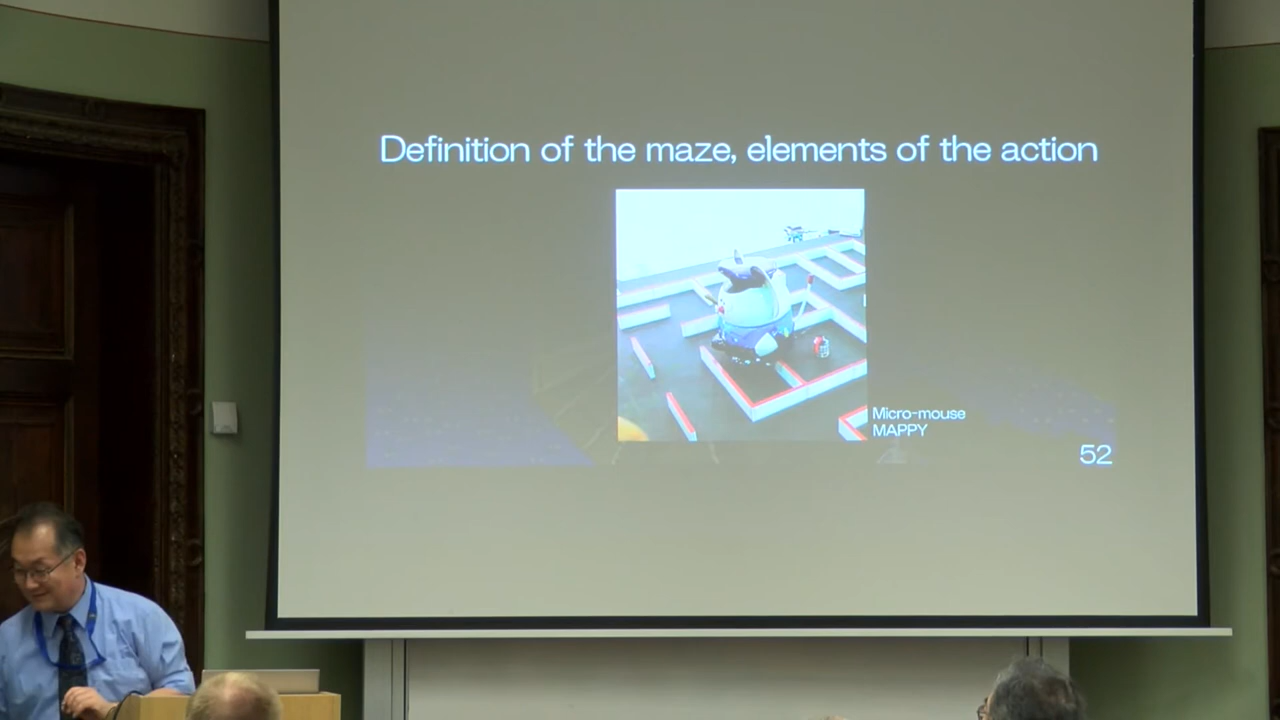 Definition of the maze, elements of the action
Micro-mouse
MAPPY
52